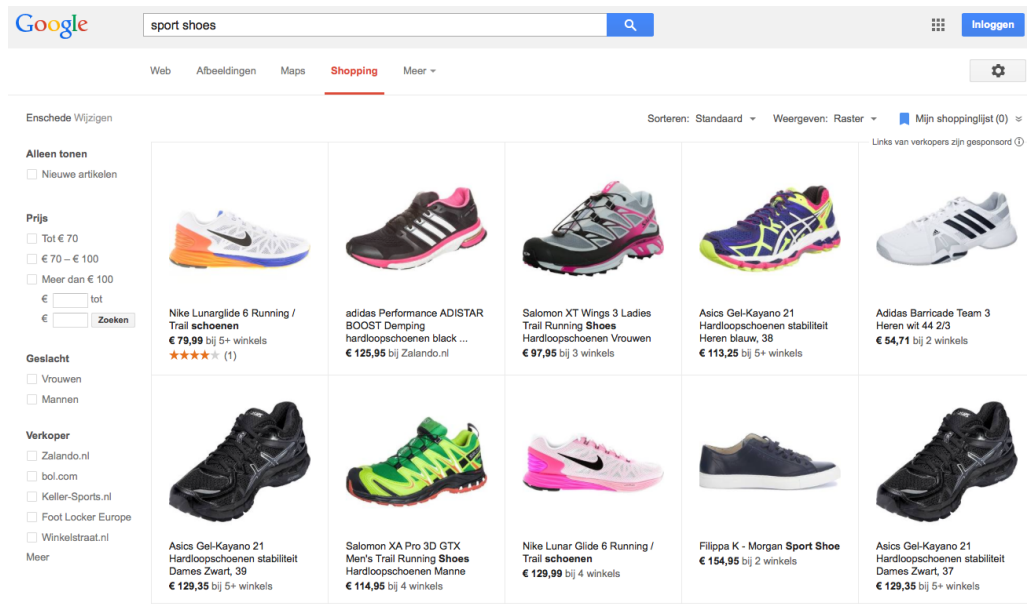 Google
sport shoes
Inloggen
Web Afbeeldingen Maps Shopping Meer
Enschede Wijzigen
Sorteren: Standaard Weergeven: Raster Mijn shoppinglijst (0)
Links van verkopers zijn gesponsord
Alleen tonen
Nieuwe artikelen
Prijs
Tot € 70
€ 70 – € 100
Meer dan € 100
€ tot
€ Zoeken
Geslacht
Vrouwen
Mannen
Verkoper
Zalando.nl
bol.com
Keller-Sports.nl
Foot Locker Europe
Winkelstraat.nl
Meer
Nike Lunarglide 6 Running /
Trail schoenen
€ 79,99 bij 5+ winkels
(1)
adidas Performance ADISTAR
BOOST Demping
hardloopschoenen black ...
€ 125,95 bij Zalando.nl
Salomon XT Wings 3 Ladies
Trail Running Shoes
Hardloopschoenen Vrouwen
€ 97,95 bij 3 winkels
Asics Gel-Kayano 21
Hardloopschoenen stabiliteit
Heren blauw, 38
€ 113,25 bij 5+ winkels
Adidas Barricade Team 3
Heren wit 44 2/3
€ 54,71 bij 2 winkels
Asics Gel-Kayano 21
Hardloopschoenen stabiliteit
Dames Zwart, 39
€ 129,35 bij 5+ winkels
Salomon XA Pro 3D GTX
Men's Trail Running Shoes
Hardloopschoenen Manne
€ 114,95 bij 4 winkels
Nike Lunar Glide 6 Running /
Trail schoenen
€ 129,99 bij 4 winkels
Filippa K - Morgan Sport Shoe
€ 154,95 bij 2 winkels
Asics Gel-Kayano 21
Hardloopschoenen stabiliteit
Dames Zwart, 37
€ 129,35 bij 5+ winkels